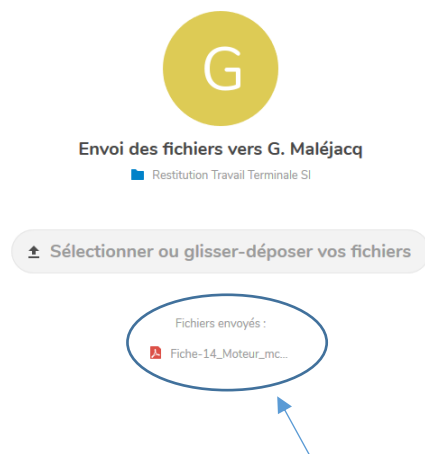 G
Envoi des fichiers vers G. Maléjacq
Restitution Travail Terminale SI
Sélectionner ou glisser-déposer vos fichiers
Fichiers envoyés :
Fiche-14_Moteur_mc...